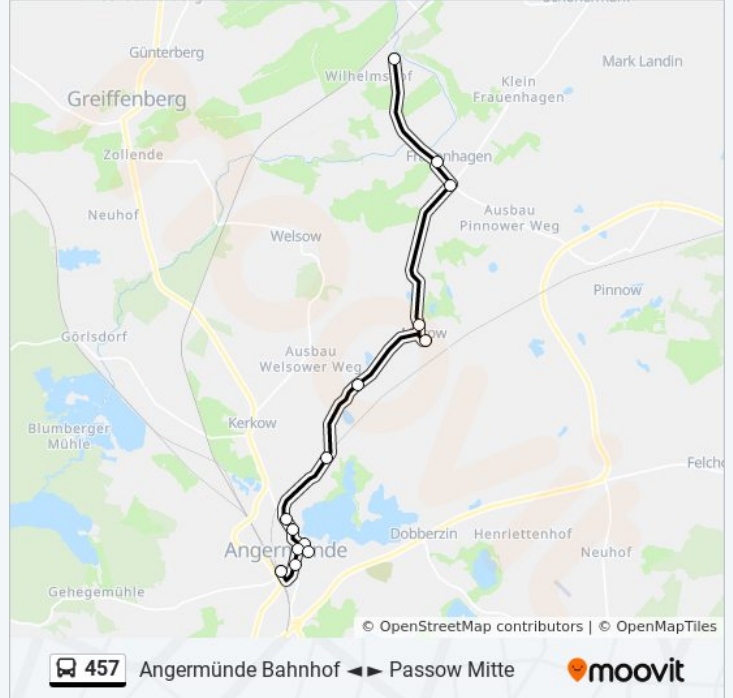 Günterberg
Wilhelmshof
Mark Landin
Klein
Frauenhagen
Greiffenberg
Zollende
Frauenhagen
Neuhof
Ausbau
Pinnower Weg
Welsow
Pinnow
Görlsdorf
Ausbau
Welsower Weg
Blumberger
Mühle
Kerkow
Felch
Dobberzin
Henriettenhof
Angermünde
Neuhof
Gehegemühle
© OpenStreetMap contributors | © OpenMapTiles
457 Angermünde Bahnhof ◄ ► Passow Mitte
moovit